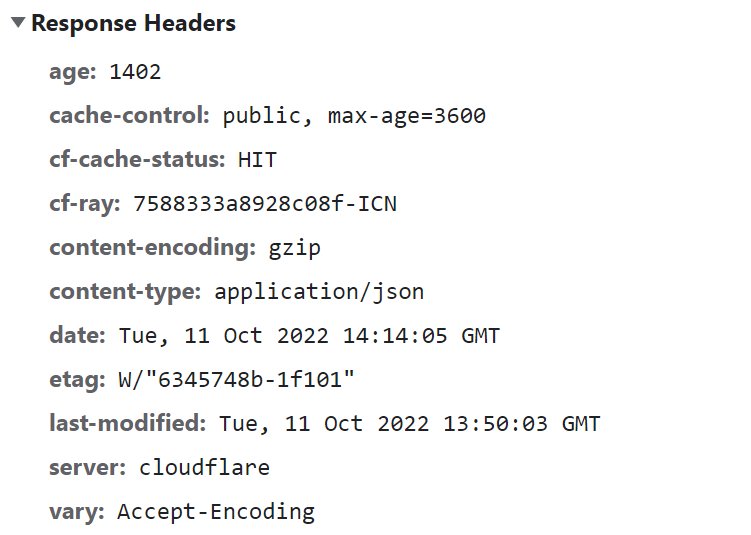 Response Headers
age: 1402
cache-control: public, max-age=3600
cf-cache-status: HIT
cf-ray: 7588333a8928c08f-ICN
content-encoding: gzip
content-type: application/json
date: Tue, 11 Oct 2022 14:14:05 GMT
etag: W/"6345748b-1f101"
last-modified: Tue, 11 Oct 2022 13:50:03 GMT
server: cloudflare
vary: Accept-Encoding